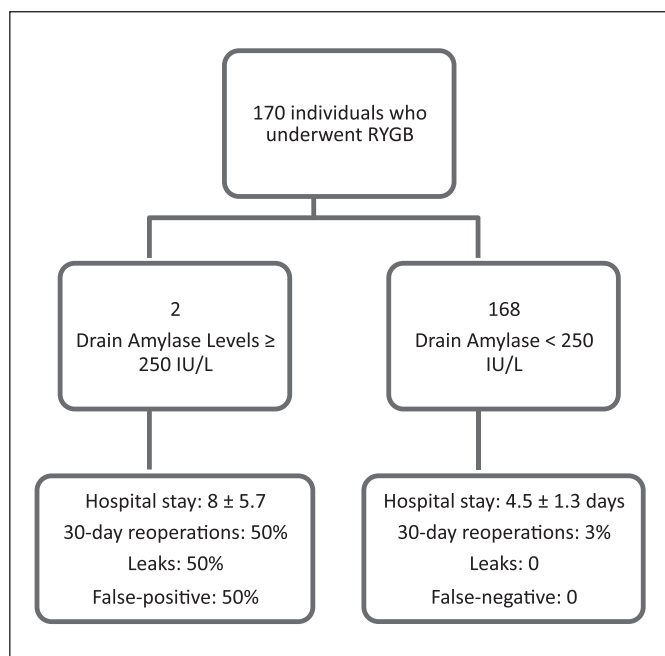 170 individuals who
underwent RYGB
2
Drain Amylase Levels ≥
250 IU/L
168
Drain Amylase < 250
IU/L
Hospital stay: 8 ± 5.7
30-day reoperations: 50%
Leaks: 50%
False-positive: 50%
Hospital stay: 4.5 ± 1.3 days
30-day reoperations: 3%
Leaks: 0
False-negative: 0